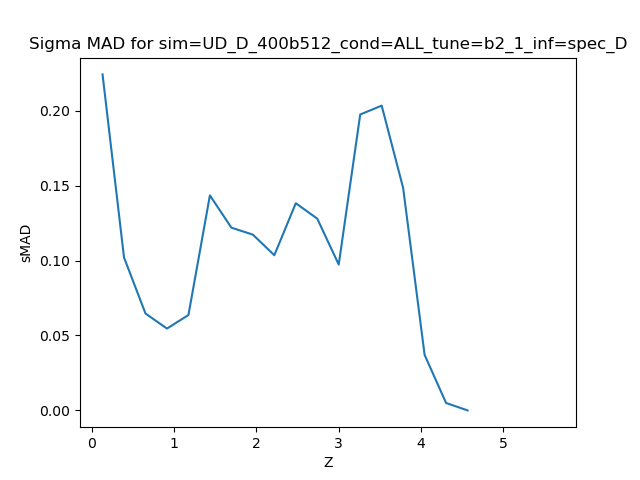 Sigma MAD for sim=UD_D_400b512_cond=ALL_tune=b2_1_inf=spec_D
0.20
0.15
0.10
0.05
0.00
sMAD
0 1 2 3 4 5
Z